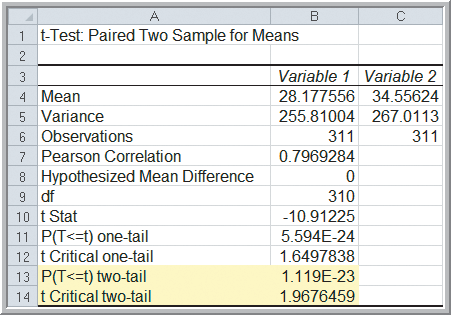 A B C
1 t-Test: Paired Two Sample for Means
2
3 Variable 1 Variable 2
4 Mean 28.177556 34.55624
5 Variance 255.81004 267.0113
6 Observations 311 311
7 Pearson Correlation 0.7969284
8 Hypothesized Mean Difference 0
9 df 310
10 t Stat -10.91225
11 P(T<=t) one-tail 5.594E-24
12 t Critical one-tail 1.6497838
13 P(T<=t) two-tail 1.119E-23
14 t Critical two-tail 1.9676459